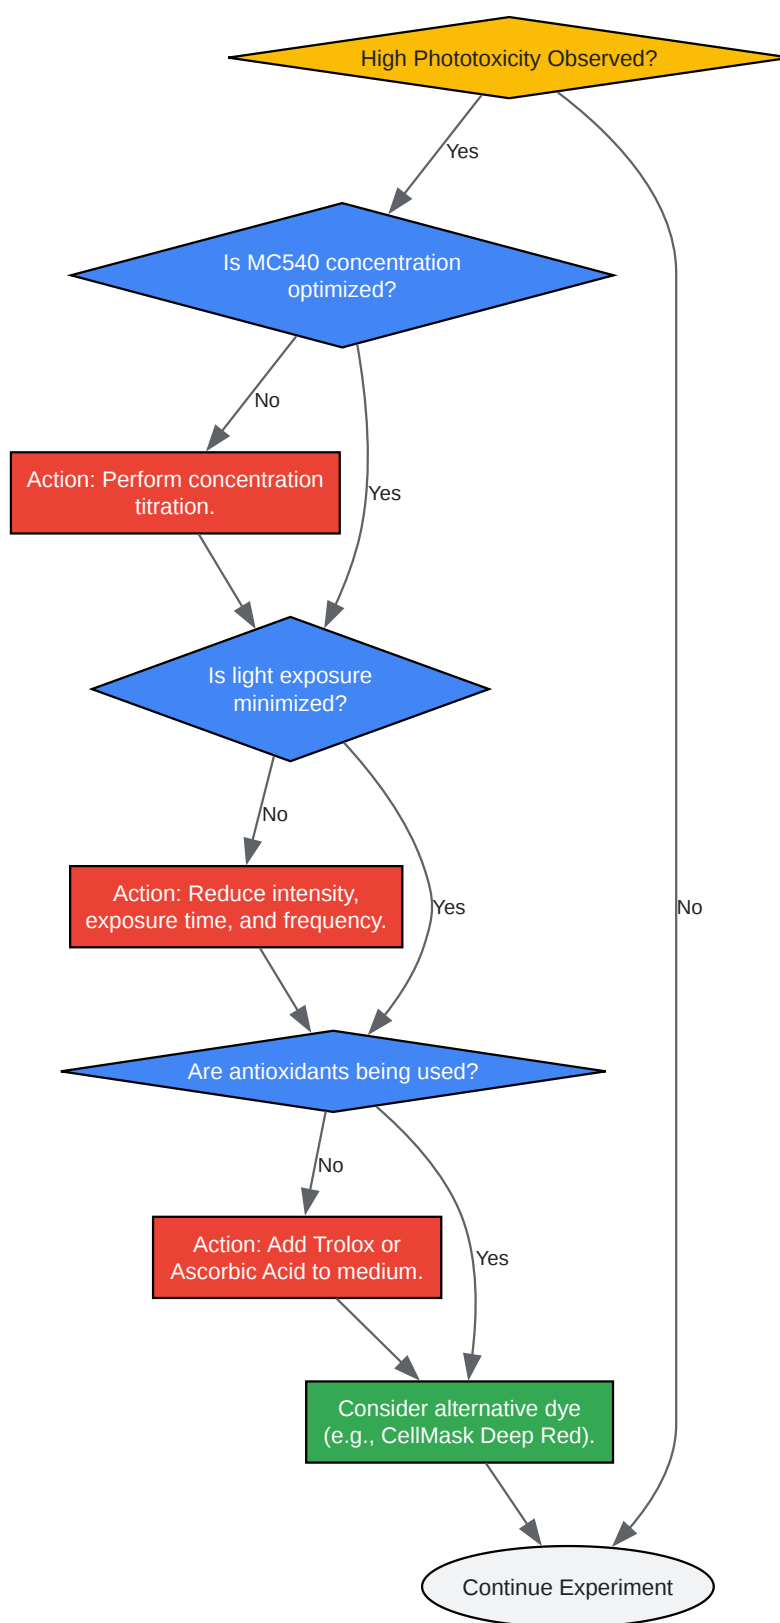 High Phototoxicity Observed?
Yes
Is MC540 concentration
optimized?
No
Action: Perform concentration
titration.
Yes
Is light exposure
minimized?
No
Action: Reduce intensity,
exposure time, and frequency.
Yes
No
Are antioxidants being used?
No
Action: Add Trolox or
Ascorbic Acid to medium.
Yes
Consider alternative dye
(e.g., CellMask Deep Red).
Continue Experiment